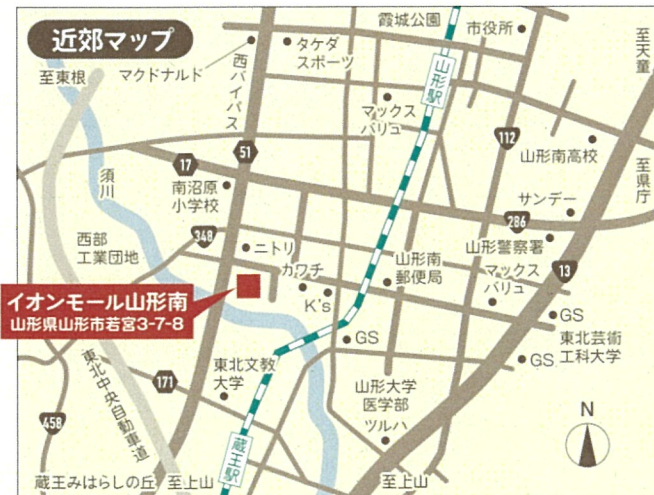 近郊マップ
霞城公園
市役所
至天童
タケダ
スポーツ
マクドナルド
至東根
西バイパス
山形駅
マックス
バリュ
112
山形南高校
51
17
至県庁
須川
南沼原
小学校
サンデー
286
348
西部
工業団地
ニトリ
山形警察署
カワチ
山形南
郵便局
マックス
バリュ
13
K's
イオンモール山形南
山形県山形市若宮3-7-8
GS
GS
東北芸術
工科大学
GS
東北中央自動車道
171
東北文教
大学
山形大学
医学部
ツルハ
N
458
蔵王駅
蔵王みはらしの丘
至上山
至上山